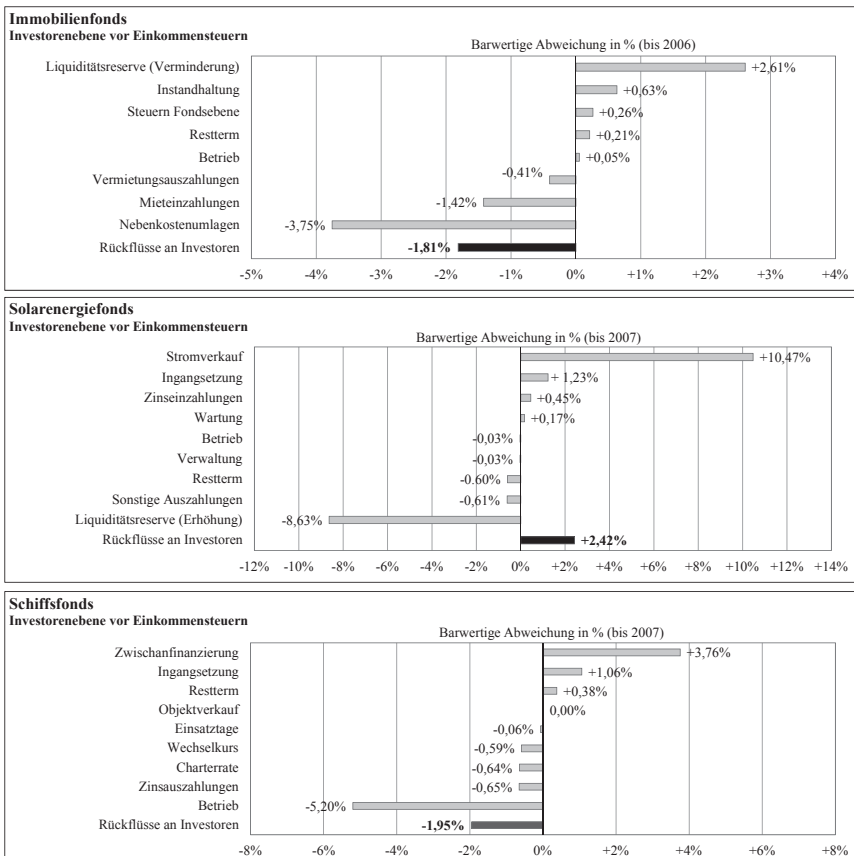 Immobilienfonds
Investorenebene vor Einkommensteuern
Barwertige Abweichung in % (bis 2006)
Liquiditätsreserve (Verminderung) +2,61%
Instandhaltung +0,63%
Steuern Fondsebene +0,26%
Restterm +0,21%
Betrieb +0,05%
Vermietungsauszahlungen -0,41%
Mieteinzahlungen -1,42%
Nebenkostenumlagen -3,75%
Rückflüsse an Investoren -1,81%
-5% -4% -3% -2% -1% 0% +1% +2% +3% +4%
Solarenergiefonds
Investorenebene vor Einkommensteuern
Barwertige Abweichung in % (bis 2007)
Stromverkauf +10,47%
Ingangsetzung + 1,23%
Zinseinzahlungen +0,45%
Wartung +0,17%
Betrieb -0,03%
Verwaltung -0,03%
Restterm -0.60%
Sonstige Auszahlungen -0,61%
Liquiditätsreserve (Erhöhung) -8,63%
Rückflüsse an Investoren +2,42%
-12% -10% -8% -6% -4% -2% 0% +2% +4% +6% +8% +10% +12% +14%
Schiffsfonds
Investorenebene vor Einkommensteuern
Barwertige Abweichung in % (bis 2007)
Zwischanfinanzierung +3,76%
Ingangsetzung +1,06%
Restterm +0,38%
Objektverkauf 0,00%
Einsatztage -0,06%
Wechselkurs -0,59%
Charterrate -0,64%
Zinsauszahlungen -0,65%
Betrieb -5,20%
Rückflüsse an Investoren -1,95%
-8% -6% -4% -2% 0% +2% +4% +6% +8%